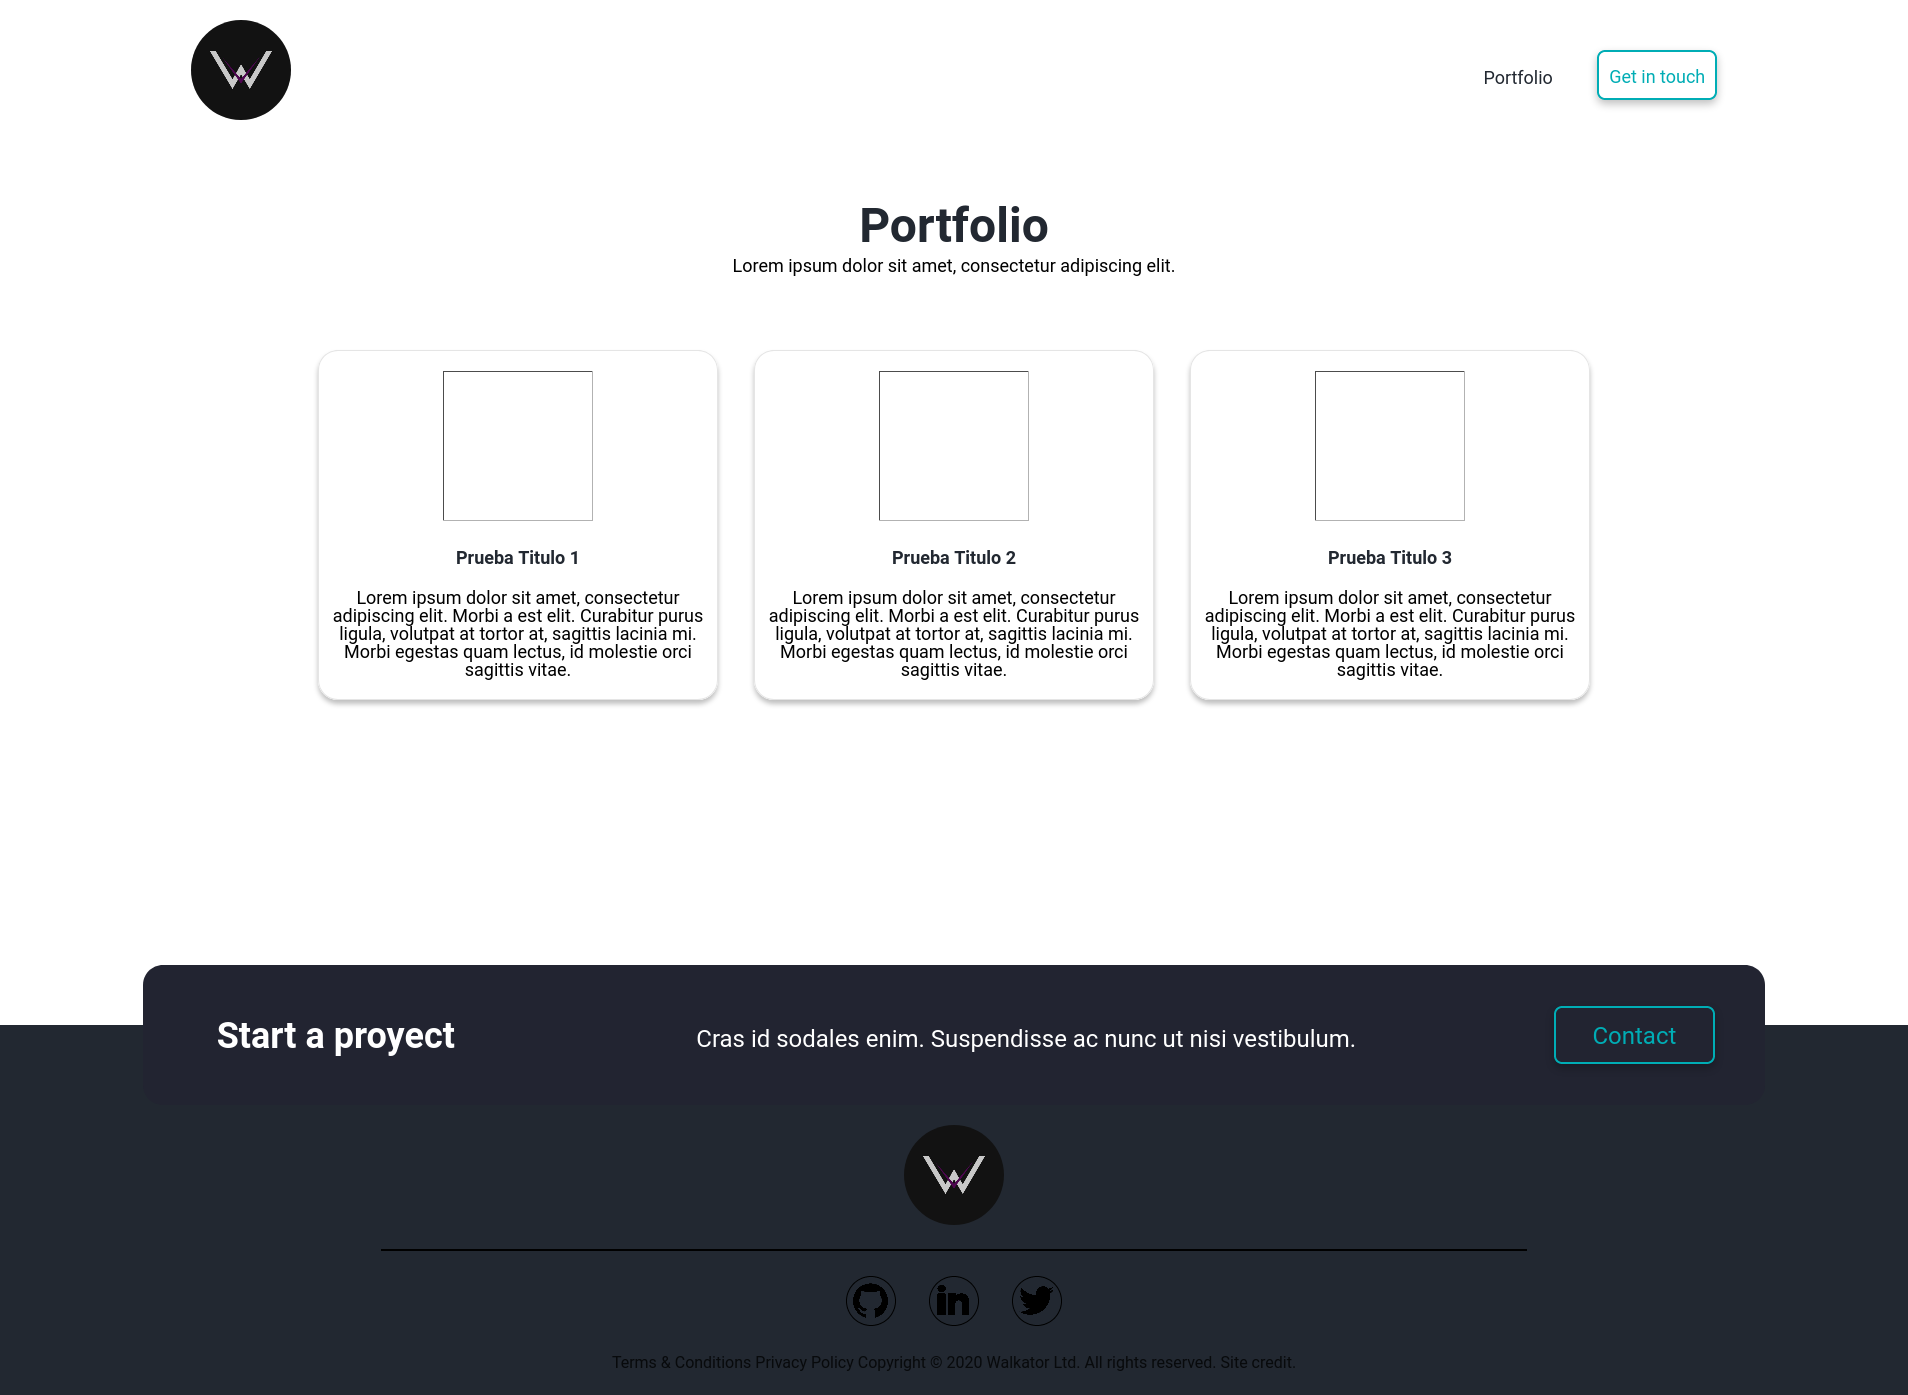 Portfolio
Get in touch
Portfolio
Lorem ipsum dolor sit amet, consectetur adipiscing elit.
Prueba Titulo 1
Lorem ipsum dolor sit amet, consectetur
adipiscing elit. Morbi a est elit. Curabitur purus
ligula, volutpat at tortor at, sagittis lacinia mi.
Morbi egestas quam lectus, id molestie orci
sagittis vitae.
Prueba Titulo 2
Lorem ipsum dolor sit amet, consectetur
adipiscing elit. Morbi a est elit. Curabitur purus
ligula, volutpat at tortor at, sagittis lacinia mi.
Morbi egestas quam lectus, id molestie orci
sagittis vitae.
Prueba Titulo 3
Lorem ipsum dolor sit amet, consectetur
adipiscing elit. Morbi a est elit. Curabitur purus
ligula, volutpat at tortor at, sagittis lacinia mi.
Morbi egestas quam lectus, id molestie orci
sagittis vitae.
Start a proyect
Cras id sodales enim. Suspendisse ac nunc ut nisi vestibulum.
Contact
Terms & Conditions Privacy Policy Copyright © 2020 Walkator Ltd. All rights reserved. Site credit.